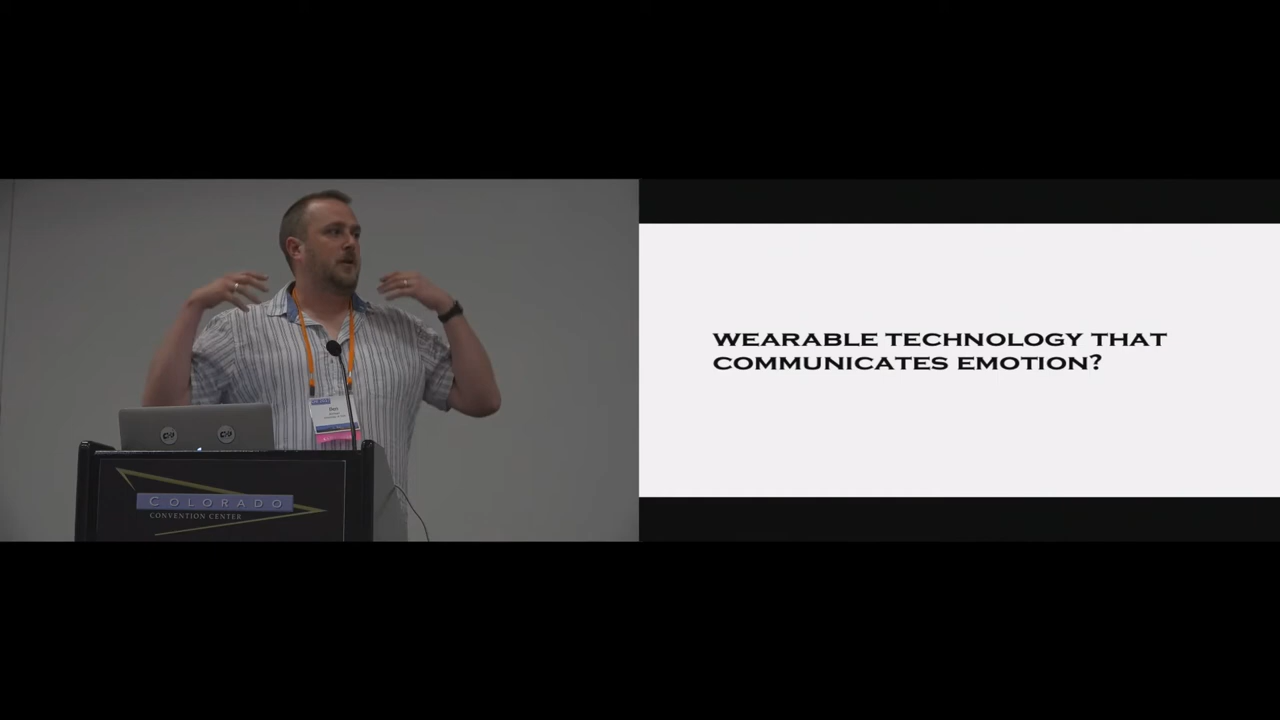 WEARABLE TECHNOLOGY THAT
COMMUNICATES EMOTION?
COLORADO
CONVENTION CENTER